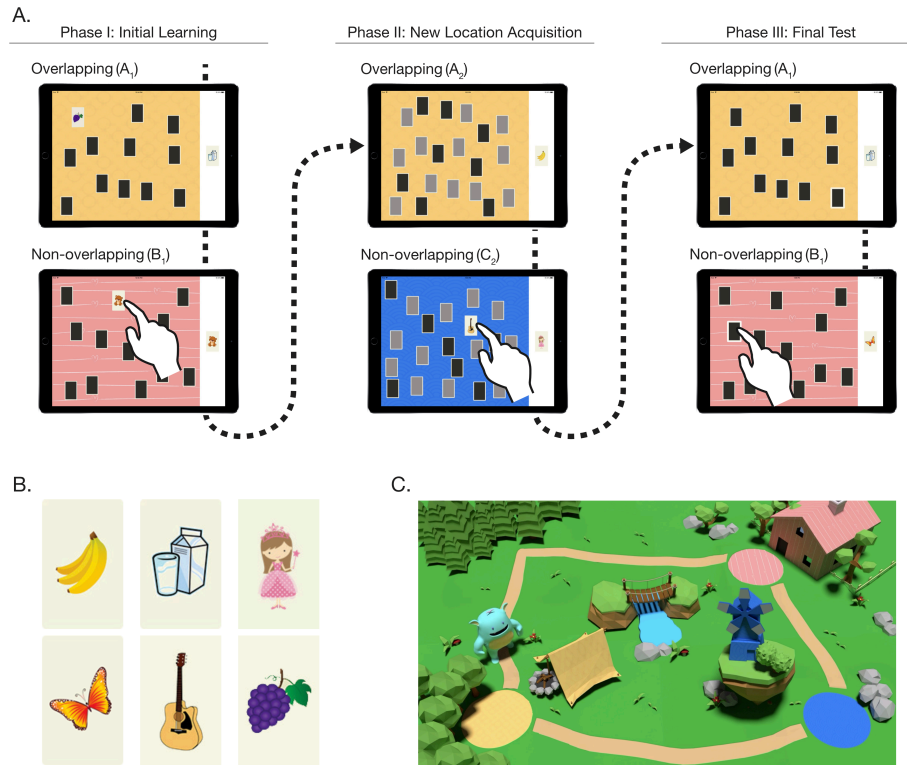 A.
Phase I: Initial Learning
Phase II: New Location Acquisition
Phase III: Final Test
Overlapping (A₁)
Overlapping (A₂)
Overlapping (A₁)
Non-overlapping (B₁)
Non-overlapping (C₂)
Non-overlapping (B₁)
B.
C.